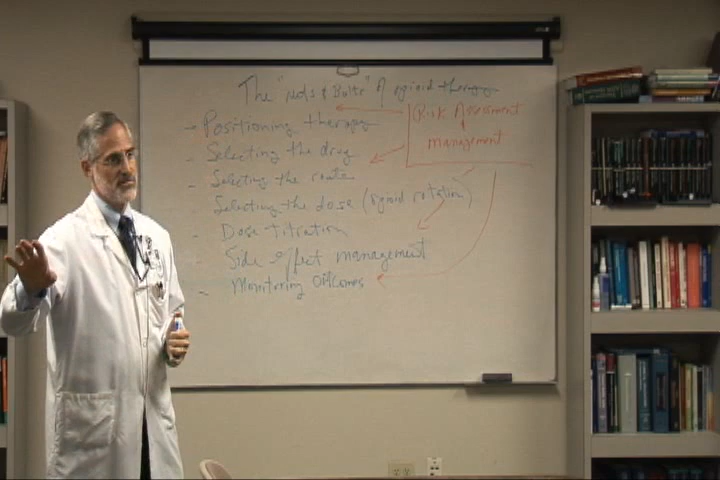 The "nuts & Bolts" of opioid therapy
- Positioning therapy
- Selecting the drug
- Selecting the route
Selecting the dose (opioid rotation)
- Dose titration
- Side effect management
- Monitoring outcomes
Risk Assessment
management